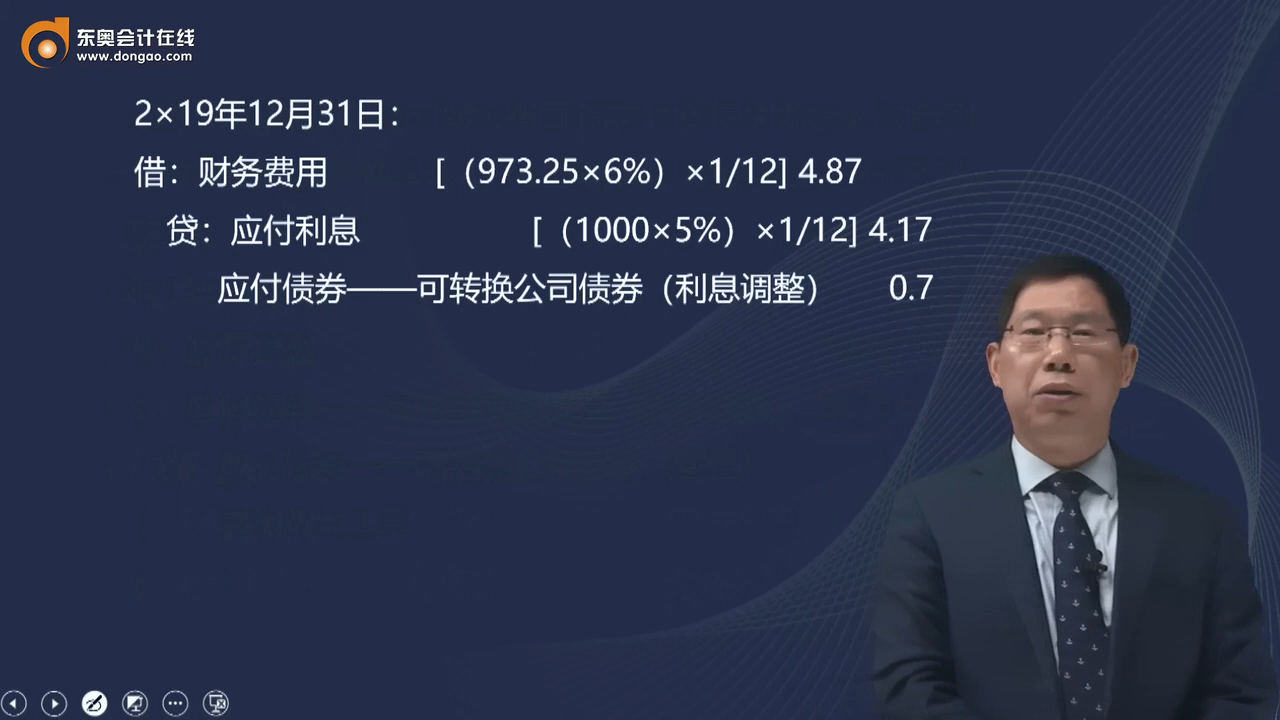 东奥会计在线
www.dongao.com
2×19年12月31日：
借：财务费用 [（973.25×6%）×1/12] 4.87
贷：应付利息 [（1000×5%）×1/12] 4.17
应付债券——可转换公司债券（利息调整） 0.7